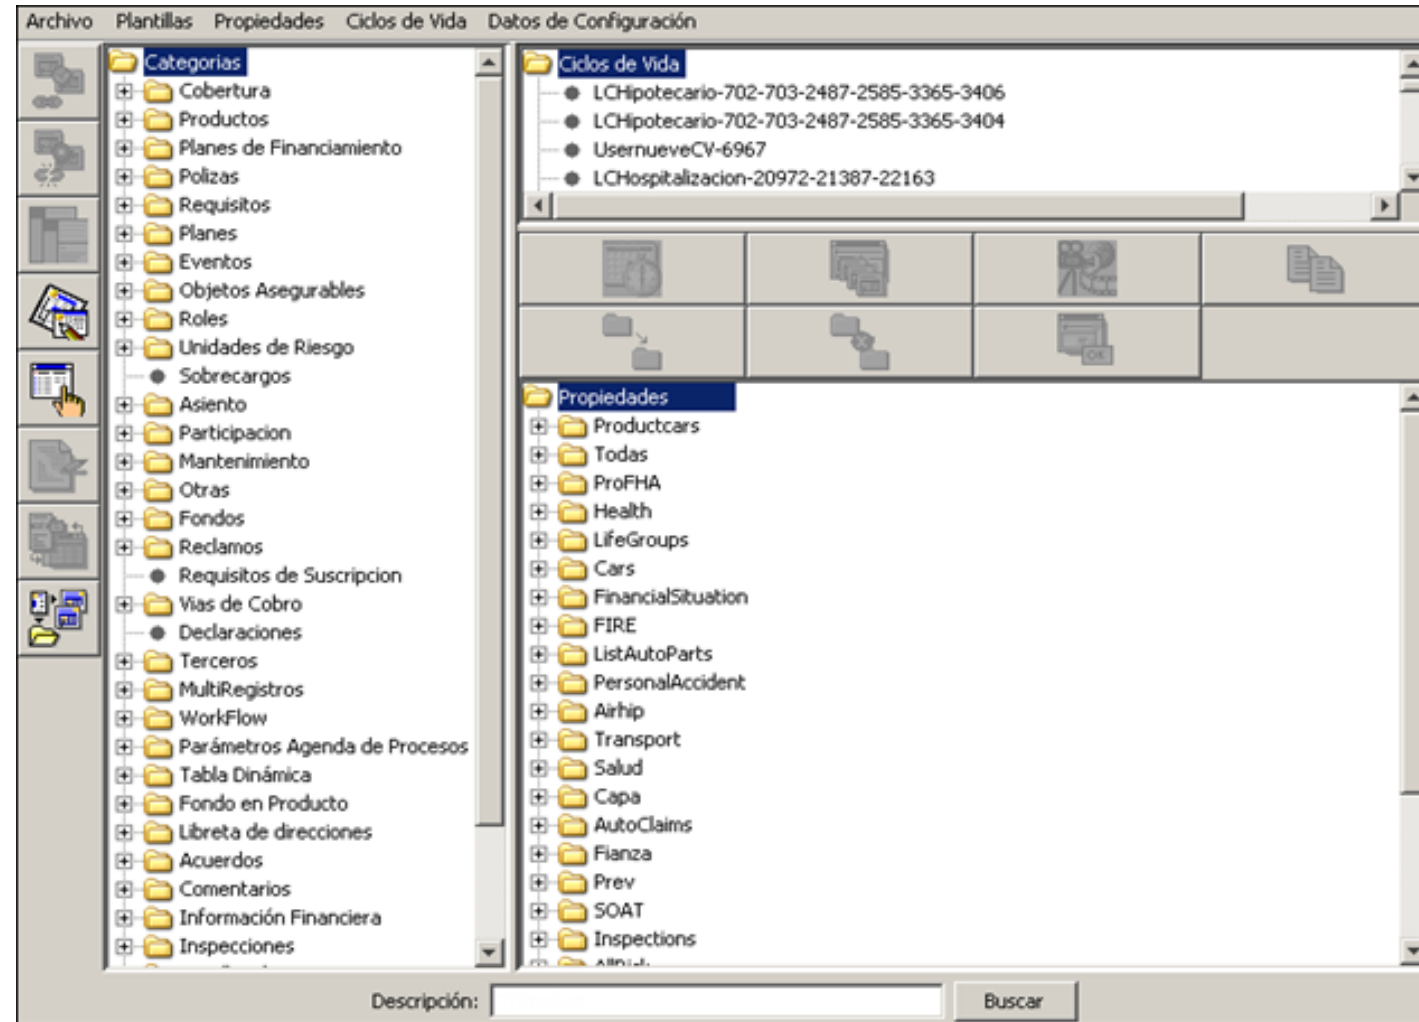 Archivo Plantillas Propiedades Ciclos de Vida Datos de Configuración
Categorias
Cobertura
Productos
Planes de Financiamiento
Polizas
Requisitos
Planes
Eventos
Objetos Asegurables
Roles
Unidades de Riesgo
Sobrecargos
Asiento
Participacion
Mantenimiento
Otras
Fondos
Reclamos
Requisitos de Suscripcion
Vias de Cobro
Declaraciones
Terceros
MultiRegistros
WorkFlow
Parámetros Agenda de Procesos
Tabla Dinámica
Fondo en Producto
Libreta de direcciones
Acuerdos
Comentarios
Información Financiera
Inspecciones
Ciclos de Vida
LCHipotecario-702-703-2487-2585-3365-3406
LCHipotecario-702-703-2487-2585-3365-3404
UsernueveCV-6967
LCHospitalizacion-20972-21387-22163
OK
Propiedades
Productcars
Todas
ProFHA
Health
LifeGroups
Cars
FinancialSituation
FIRE
ListAutoParts
PersonalAccident
Airhip
Transport
Salud
Capa
AutoClaims
Fianza
Prev
SOAT
Inspections
Descripción:
Buscar